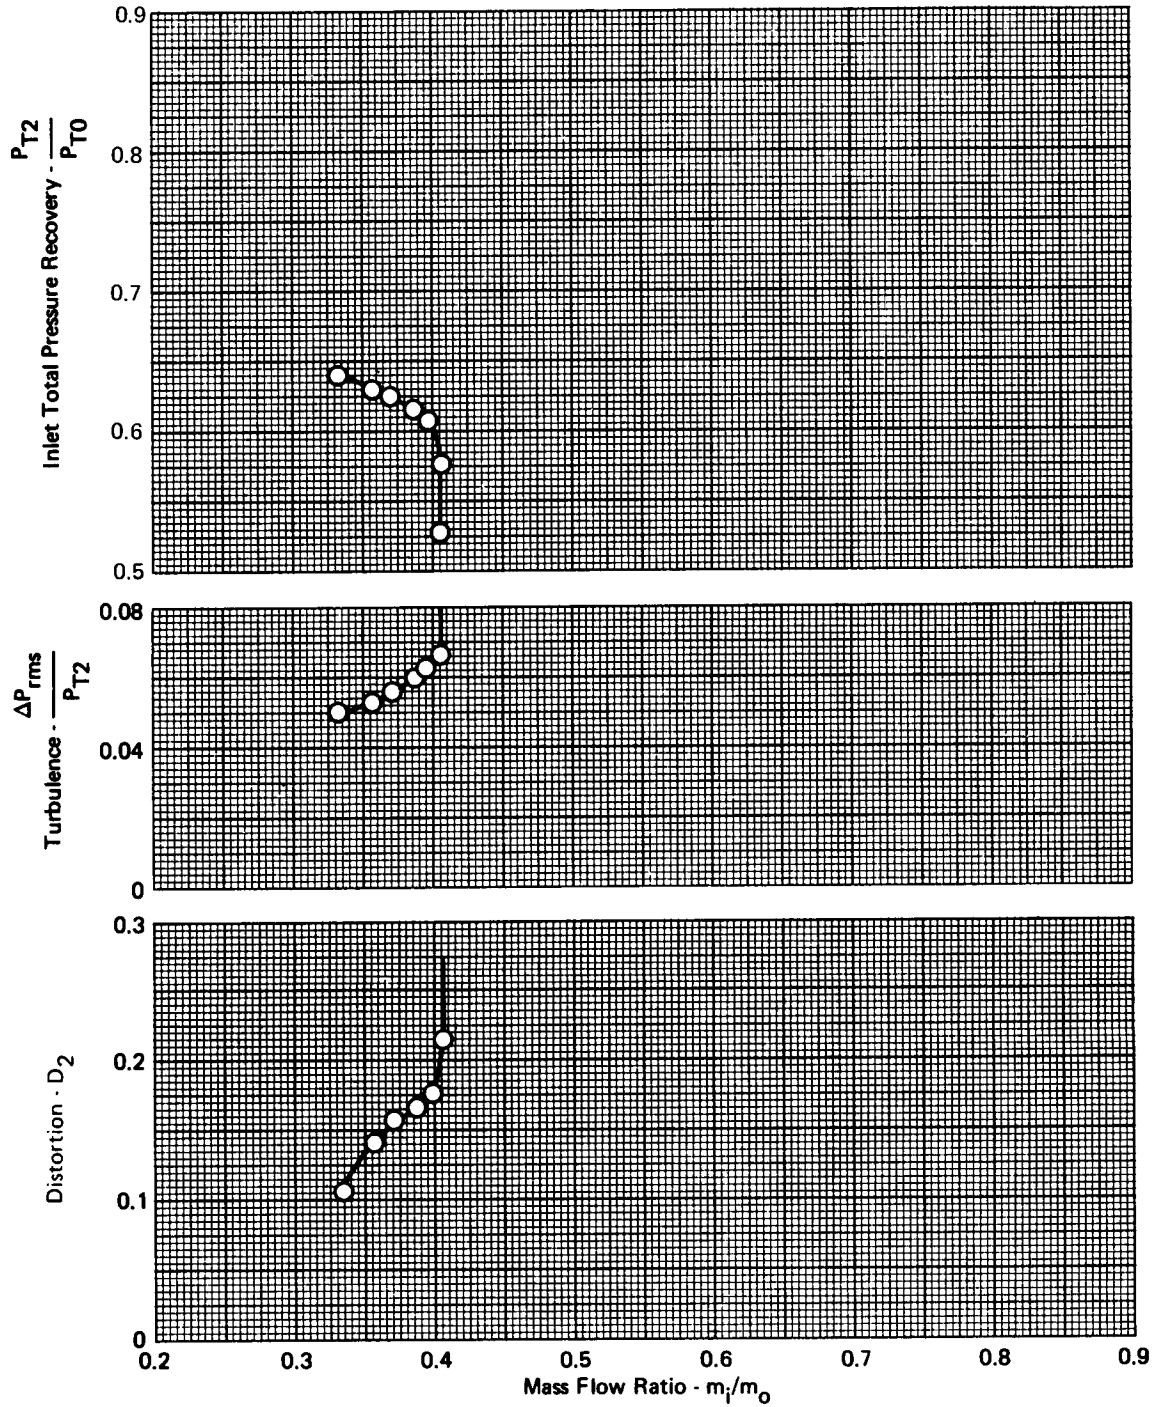 0.9
0.8
0.7
0.6
0.5
Inlet Total Pressure Recovery - P_T2 / P_T0
0.08
0.04
0
Turbulence - ΔP_rms / P_T2
0.3
0.2
0.1
0
Distortion - D_2
0.2 0.3 0.4 0.5 0.6 0.7 0.8 0.9
Mass Flow Ratio - m_i/m_o